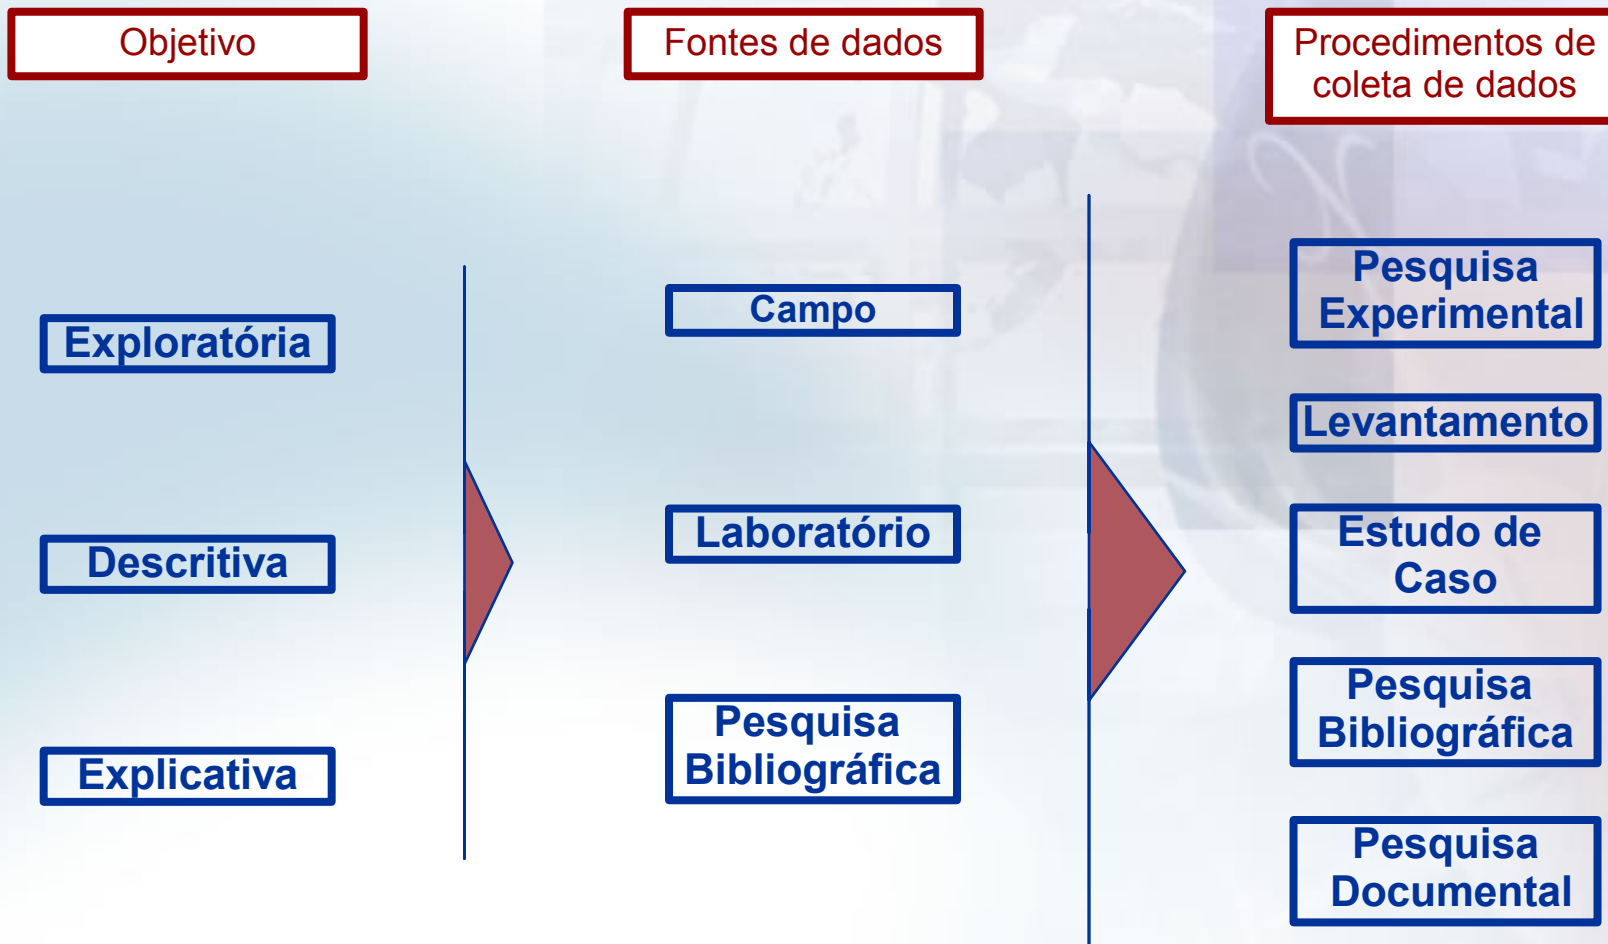 Objetivo
Fontes de dados
Procedimentos de
coleta de dados
Exploratória
Descritiva
Explicativa
Campo
Laboratório
Pesquisa
Bibliográfica
Pesquisa
Experimental
Levantamento
Estudo de
Caso
Pesquisa
Bibliográfica
Pesquisa
Documental